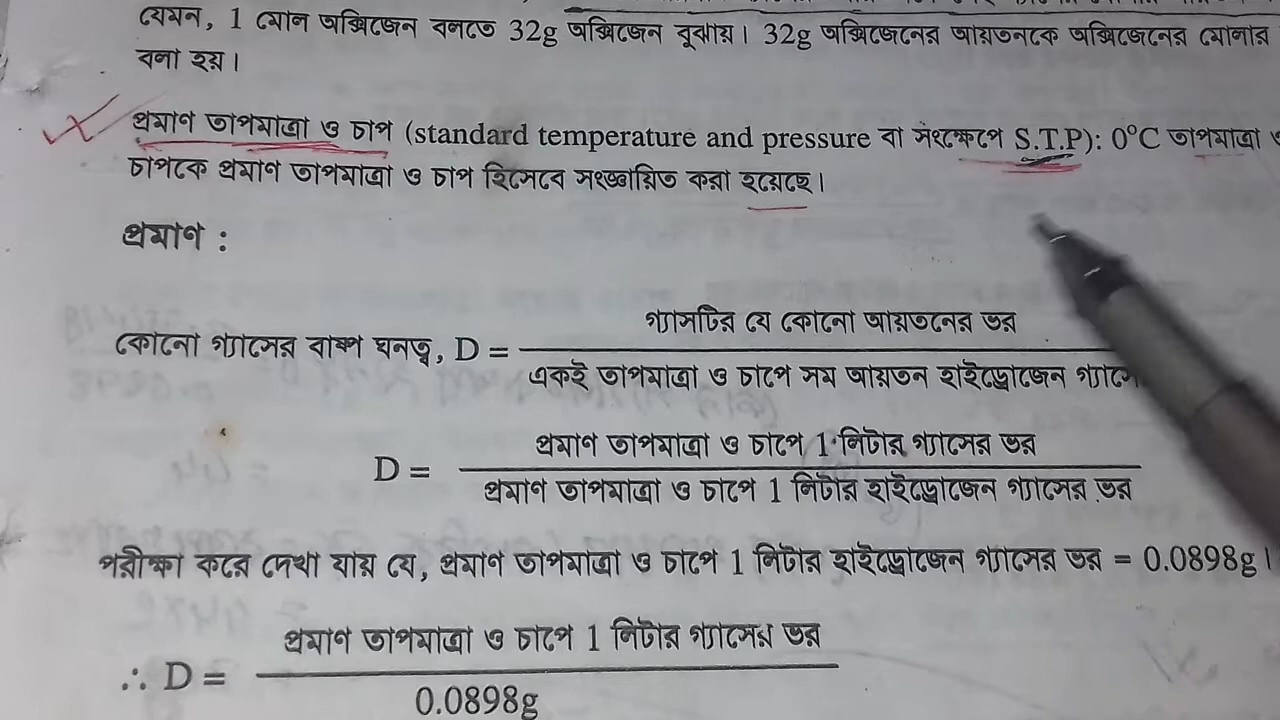 যেমন, 1 মোল অক্সিজেন বলতে 32g অক্সিজেন বুঝায়। 32g অক্সিজেনের আয়তনকে অক্সিজেনের মোলার
বলা হয়।
প্রমাণ তাপমাত্রা ও চাপ (standard temperature and pressure বা সংক্ষেপে S.T.P): 0°C তাপমাত্রা ও
চাপকে প্রমাণ তাপমাত্রা ও চাপ হিসেবে সংজ্ঞায়িত করা হয়েছে।
প্রমাণ :
গ্যাসটির যে কোনো আয়তনের ভর
কোনো গ্যাসের বাষ্প ঘনত্ব, D =
একই তাপমাত্রা ও চাপে সম আয়তন হাইড্রোজেন
প্রমাণ তাপমাত্রা ও চাপে 1 লিটার গ্যাসের ভর
D =
প্রমাণ তাপমাত্রা ও চাপে 1 লিটার হাইড্রোজেন গ্যাসের ভর
পরীক্ষা করে দেখা যায় যে, প্রমাণ তাপমাত্রা ও চাপে 1 লিটার হাইড্রোজেন গ্যাসের ভর = 0.0898g।
প্রমাণ তাপমাত্রা ও চাপে 1 লিটার গ্যাসের ভর
∴ D =
0.0898g